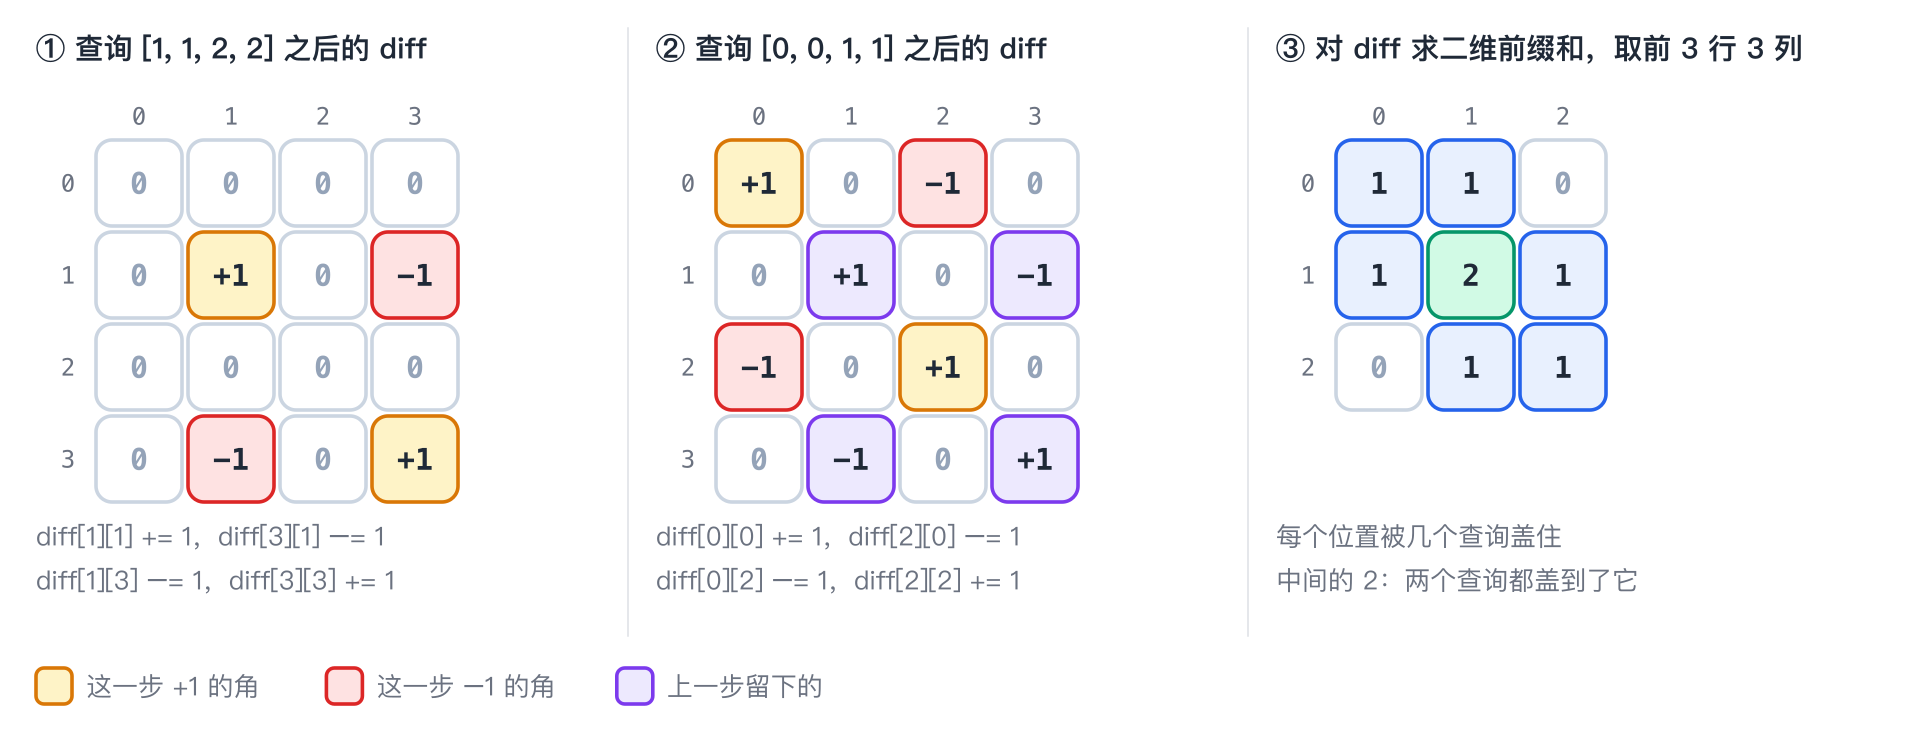 ① 查询 [1, 1, 2, 2] 之后的 diff
0 1 2 3
0 0 0 0 0
1 0 +1 0 −1
2 0 0 0 0
3 0 −1 0 +1
diff[1][1] += 1, diff[3][1] −= 1
diff[1][3] −= 1, diff[3][3] += 1
② 查询 [0, 0, 1, 1] 之后的 diff
0 1 2 3
0 +1 0 −1 0
1 0 +1 0 −1
2 −1 0 +1 0
3 0 −1 0 +1
diff[0][0] += 1, diff[2][0] −= 1
diff[0][2] −= 1, diff[2][2] += 1
③ 对 diff 求二维前缀和，取前 3 行 3 列
0 1 2
0 1 1 0
1 1 2 1
2 0 1 1
每个位置被几个查询盖住
中间的 2：两个查询都盖到了它
这一步 +1 的角
这一步 −1 的角
上一步留下的